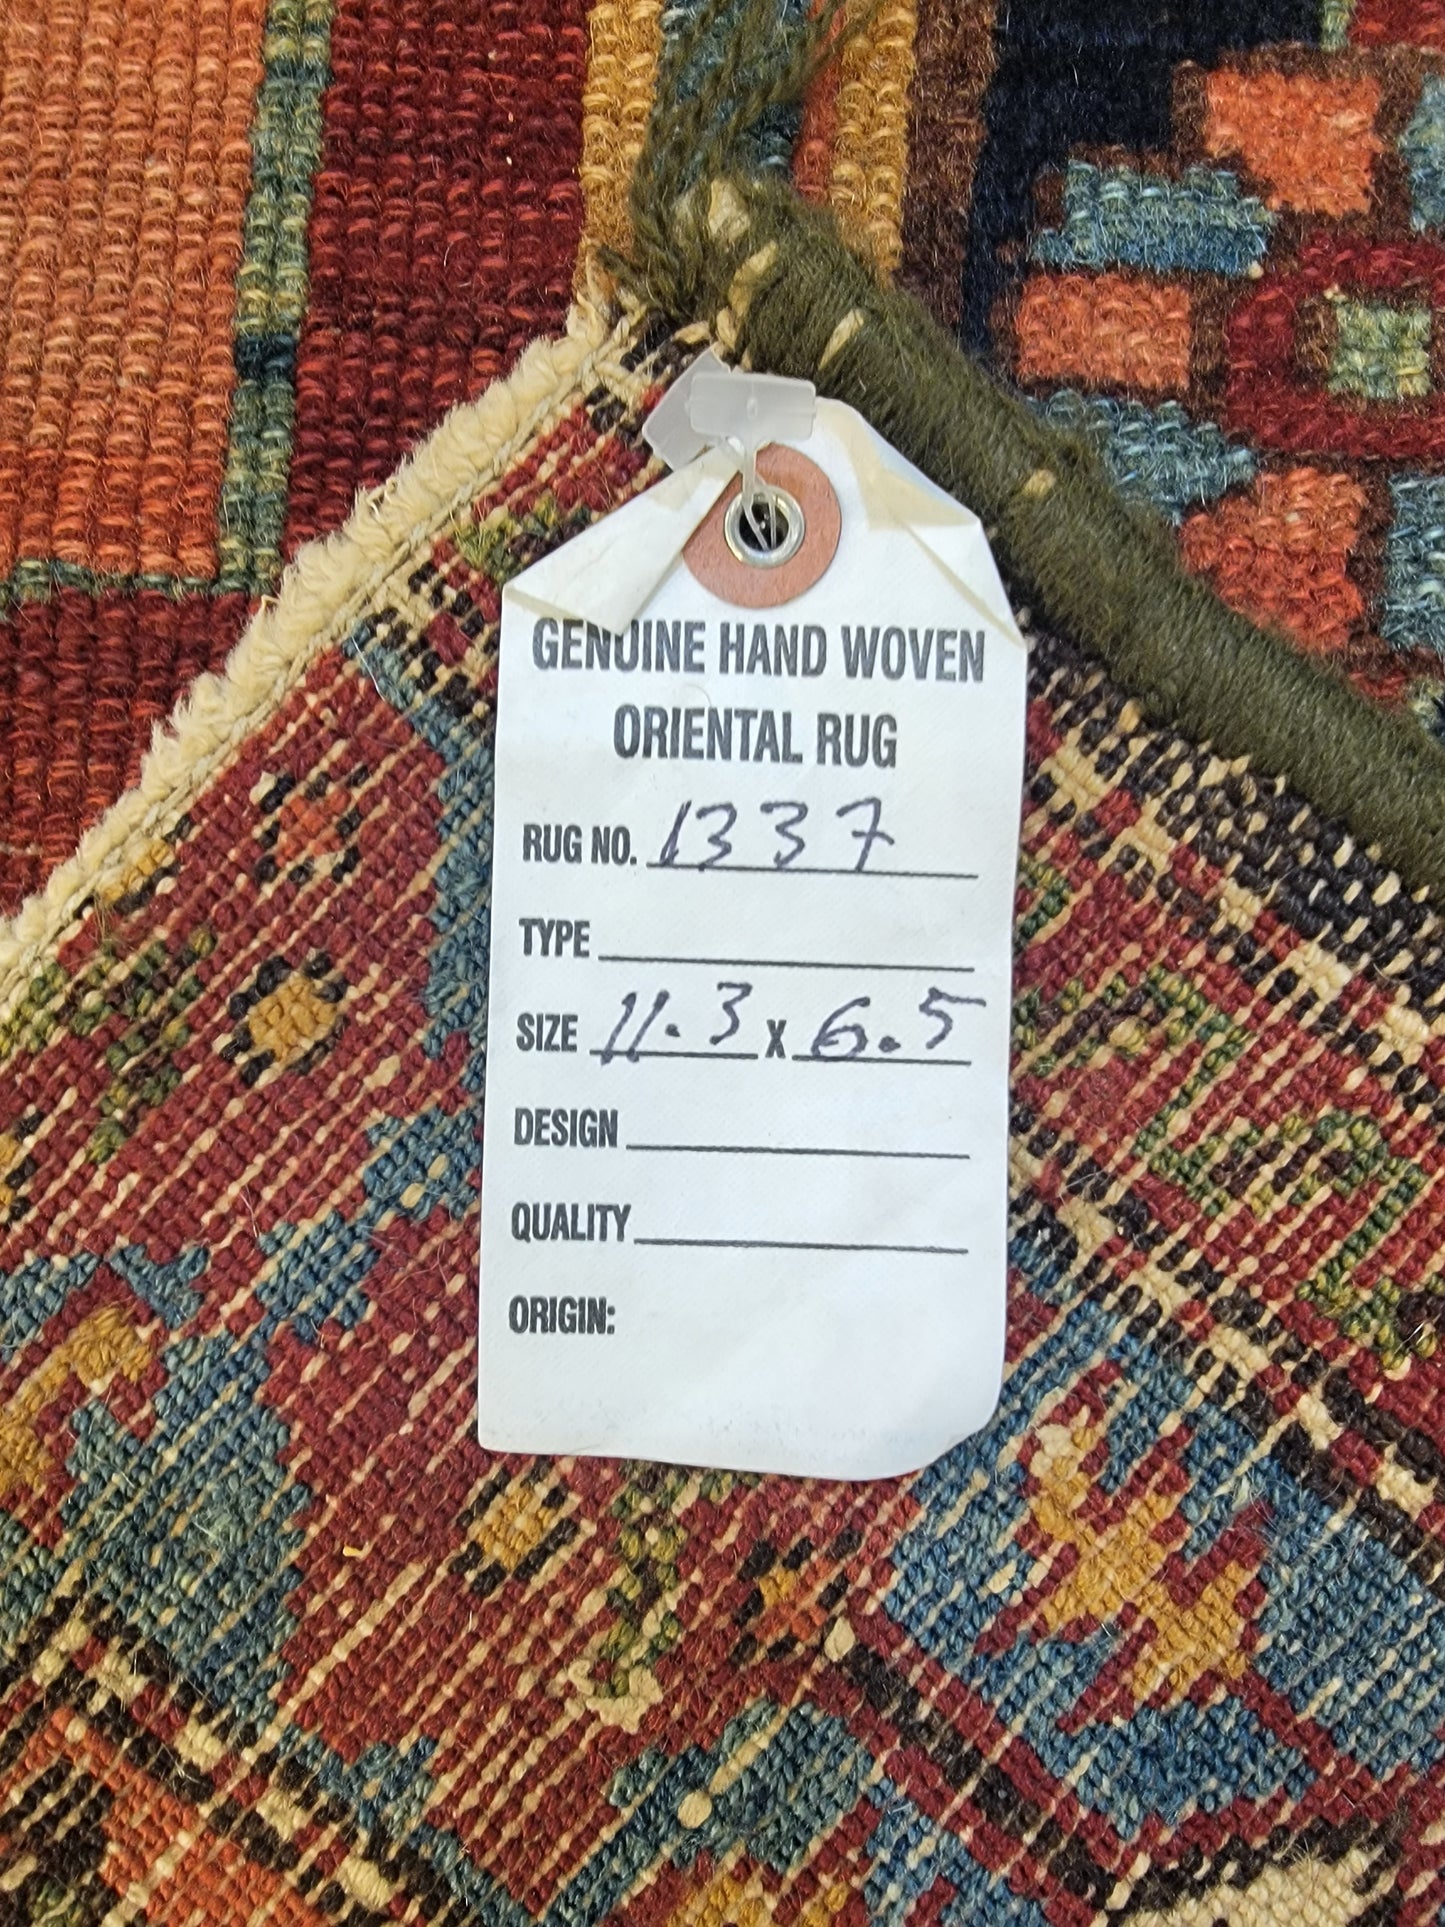 GENUINE HAND WOVEN
ORIENTAL RUG
RUG NO. 1337
TYPE
SIZE 11.3 X 6.5
DESIGN
QUALITY
ORIGIN: